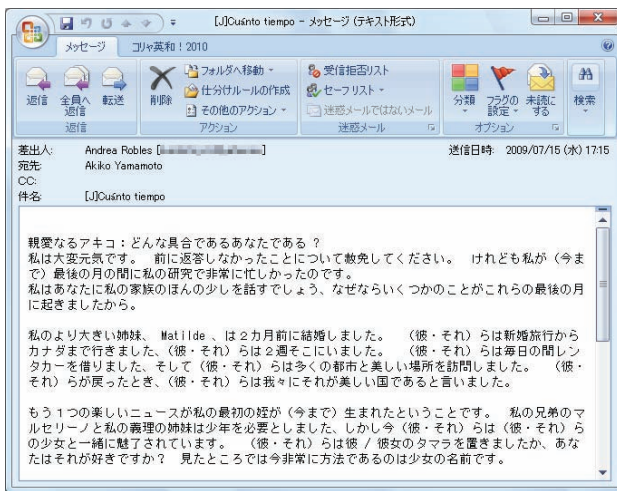 [J]Cuánto tiempo - メッセージ (テキスト形式)
メッセージ コリャ英和！2010
返信 全員へ返信 転送 削除 フォルダへ移動 仕分けルールの作成 その他のアクション 受信拒否リスト セーフ リスト 迷惑メールではないメール 分類 フラグの設定 未読にする 検索
返信 アクション 迷惑メール オプション
差出人: Andrea Robles [ ] 送信日時: 2009/07/15 (水) 17:15
宛先: Akiko Yamamoto
CC:
件名: [J]Cuánto tiempo
親愛なるアキコ：どんな具合であるあなたである ？
私は大変元気です。 前に返答しなかったことについて赦免してください。 けれども私が（今ま
で）最後の月の間に私の研究で非常に忙しかったのです。
私はあなたに私の家族のほんの少しを話すでしょう、なぜならいくつかのことがこれらの最後の月
に起きましたから。
私のより大きい姉妹、 Matilde 、は２カ月前に結婚しました。 （彼・それ）らは新婚旅行から
カナダまで行きました、（彼・それ）らは２週そこにいました。 （彼・それ）らは毎日の間レン
タカーを借りました、そして（彼・それ）らは多くの都市と美しい場所を訪問しました。 （彼・
それ）らが戻ったとき、（彼・それ）らは我々にそれが美しい国であると言いました。
もう１つの楽しいニュースが私の最初の姪が（今まで）生まれたということです。 私の兄弟のマ
ルセリーノと私の義理の姉妹は少年を必要としました、しかし今（彼・それ）らは（彼・それ）ら
の少女と一緒に魅了されています。 （彼・それ）らは彼 / 彼女のタマラを置きましたか、あな
たはそれが好きですか？ 見たところでは今非常に方法であるのは少女の名前です。